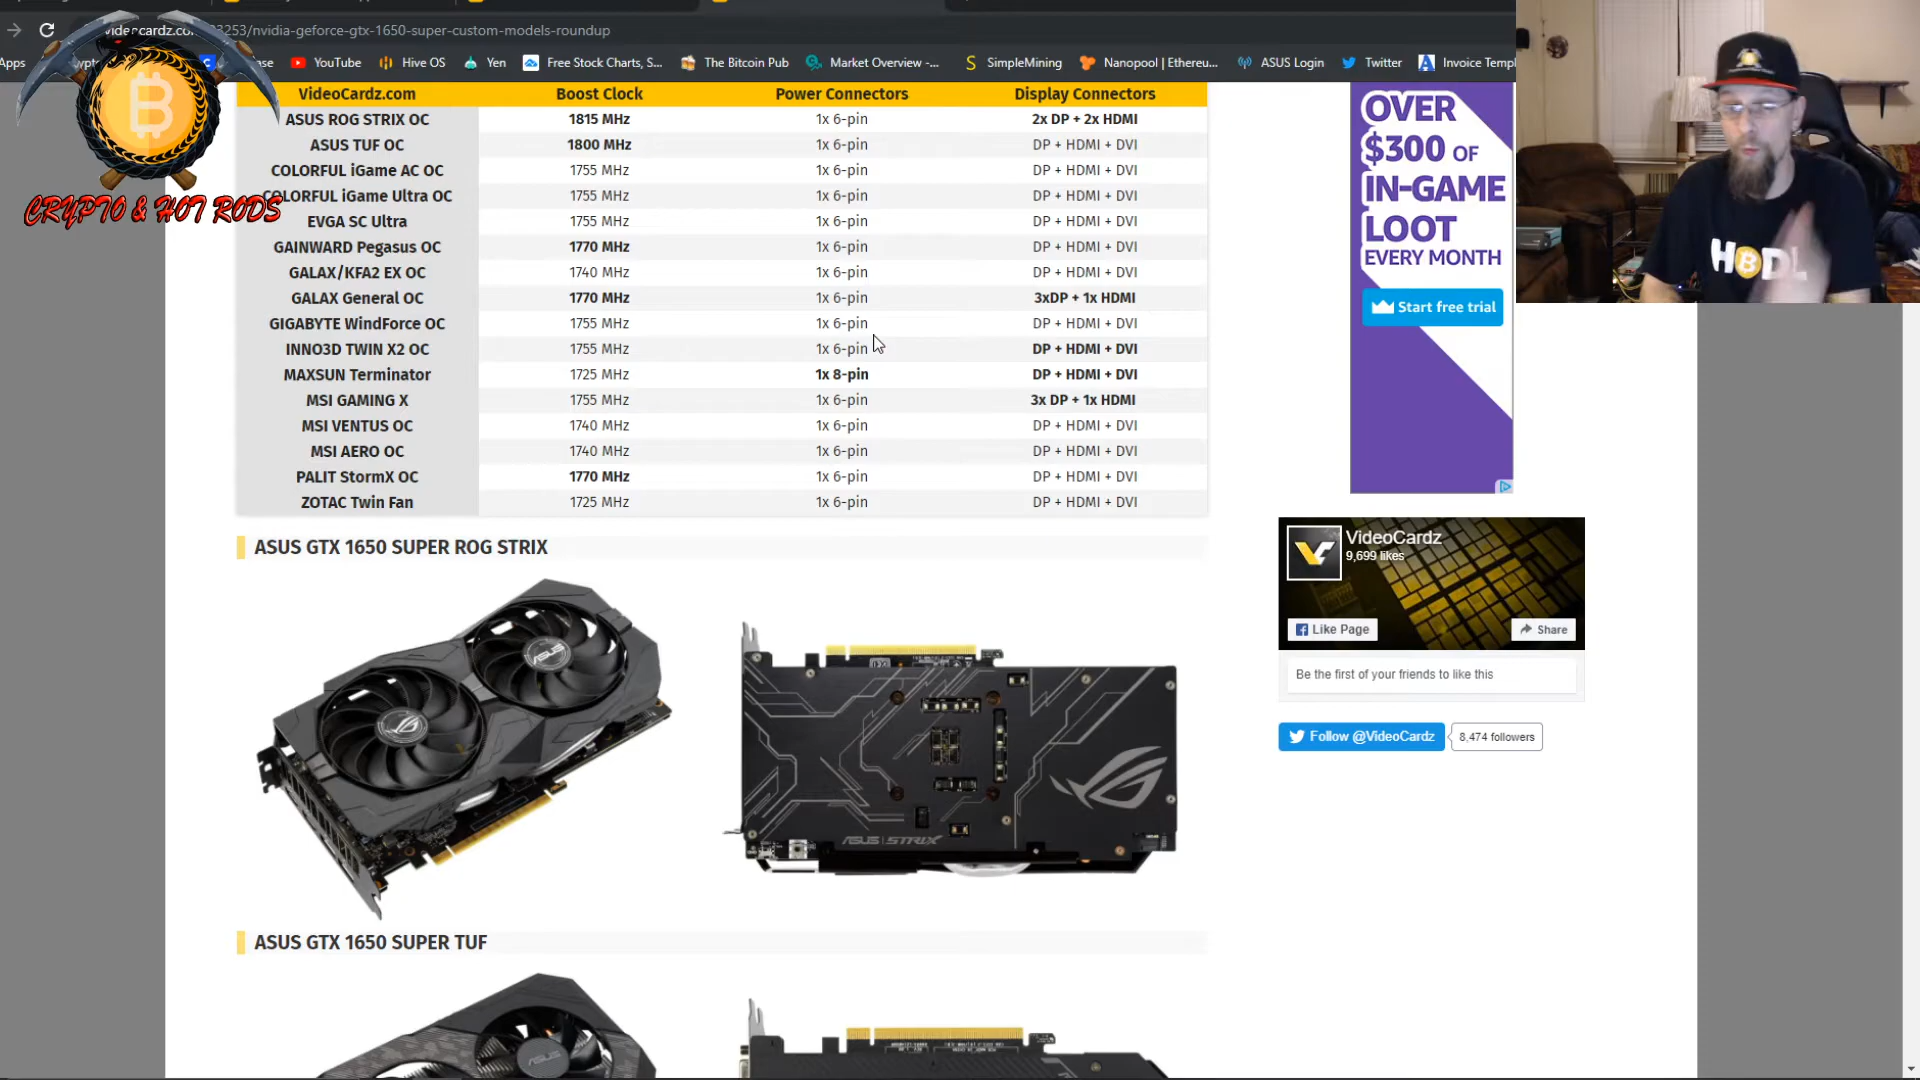 videocardz.co 3253/nvidia-geforce-gtx-1650-super-custom-models-roundup
Apps YouTube Hive OS Yen Free Stock Charts, S... The Bitcoin Pub Market Overview -... SimpleMining Nanopool | Ethereu... ASUS Login Twitter Invoice Templ
CRYPTO & HOT RODS
VideoCardz.com Boost Clock Power Connectors Display Connectors
ASUS ROG STRIX OC 1815 MHz 1x 6-pin 2x DP + 2x HDMI
ASUS TUF OC 1800 MHz 1x 6-pin DP + HDMI + DVI
COLORFUL iGame AC OC 1755 MHz 1x 6-pin DP + HDMI + DVI
COLORFUL iGame Ultra OC 1755 MHz 1x 6-pin DP + HDMI + DVI
EVGA SC Ultra 1755 MHz 1x 6-pin DP + HDMI + DVI
GAINWARD Pegasus OC 1770 MHz 1x 6-pin DP + HDMI + DVI
GALAX/KFA2 EX OC 1740 MHz 1x 6-pin DP + HDMI + DVI
GALAX General OC 1770 MHz 1x 6-pin 3xDP + 1x HDMI
GIGABYTE WindForce OC 1755 MHz 1x 6-pin DP + HDMI + DVI
INNO3D TWIN X2 OC 1755 MHz 1x 6-pin DP + HDMI + DVI
MAXSUN Terminator 1725 MHz 1x 8-pin DP + HDMI + DVI
MSI GAMING X 1755 MHz 1x 6-pin 3x DP + 1x HDMI
MSI VENTUS OC 1740 MHz 1x 6-pin DP + HDMI + DVI
MSI AERO OC 1740 MHz 1x 6-pin DP + HDMI + DVI
PALIT StormX OC 1770 MHz 1x 6-pin DP + HDMI + DVI
ZOTAC Twin Fan 1725 MHz 1x 6-pin DP + HDMI + DVI
OVER
$300 OF
IN-GAME
LOOT
EVERY MONTH
Start free trial
HODL
ASUS GTX 1650 SUPER ROG STRIX
ASUS
ASUS STRIX
VideoCardz
9,699 likes
Like Page Share
Be the first of your friends to like this
Follow @VideoCardz 8,474 followers
ASUS GTX 1650 SUPER TUF
ASUS